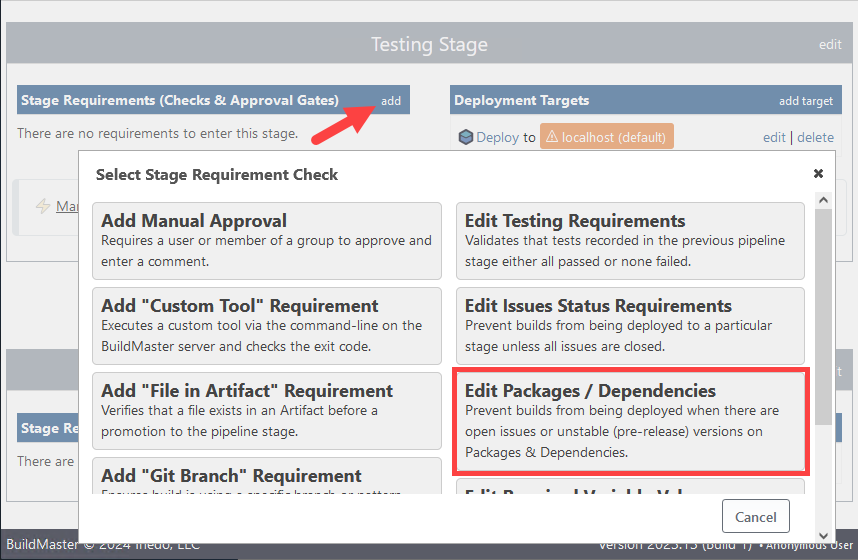 Testing Stage
edit
Stage Requirements (Checks & Approval Gates)
add
Deployment Targets
add target
There are no requirements to enter this stage.
Deploy to
localhost (default)
edit | delete
Select Stage Requirement Check
Add Manual Approval
Requires a user or member of a group to approve and
enter a comment.
Edit Testing Requirements
Validates that tests recorded in the previous pipeline
stage either all passed or none failed.
Add "Custom Tool" Requirement
Executes a custom tool via the command-line on the
BuildMaster server and checks the exit code.
Edit Issues Status Requirements
Prevent builds from being deployed to a particular
stage unless all issues are closed.
Add "File in Artifact" Requirement
Verifies that a file exists in an Artifact before a
promotion to the pipeline stage.
Edit Packages / Dependencies
Prevent builds from being deployed when there are
open issues or unstable (pre-release) versions on
Packages & Dependencies.
Add "Git Branch" Requirement
Ensures build is using a specific branch or pattern
Cancel
Stage Re
There are
BuildMaster © 2024 Inedo, LLC
Version 2023.13 (Build 1) • Anonymous User